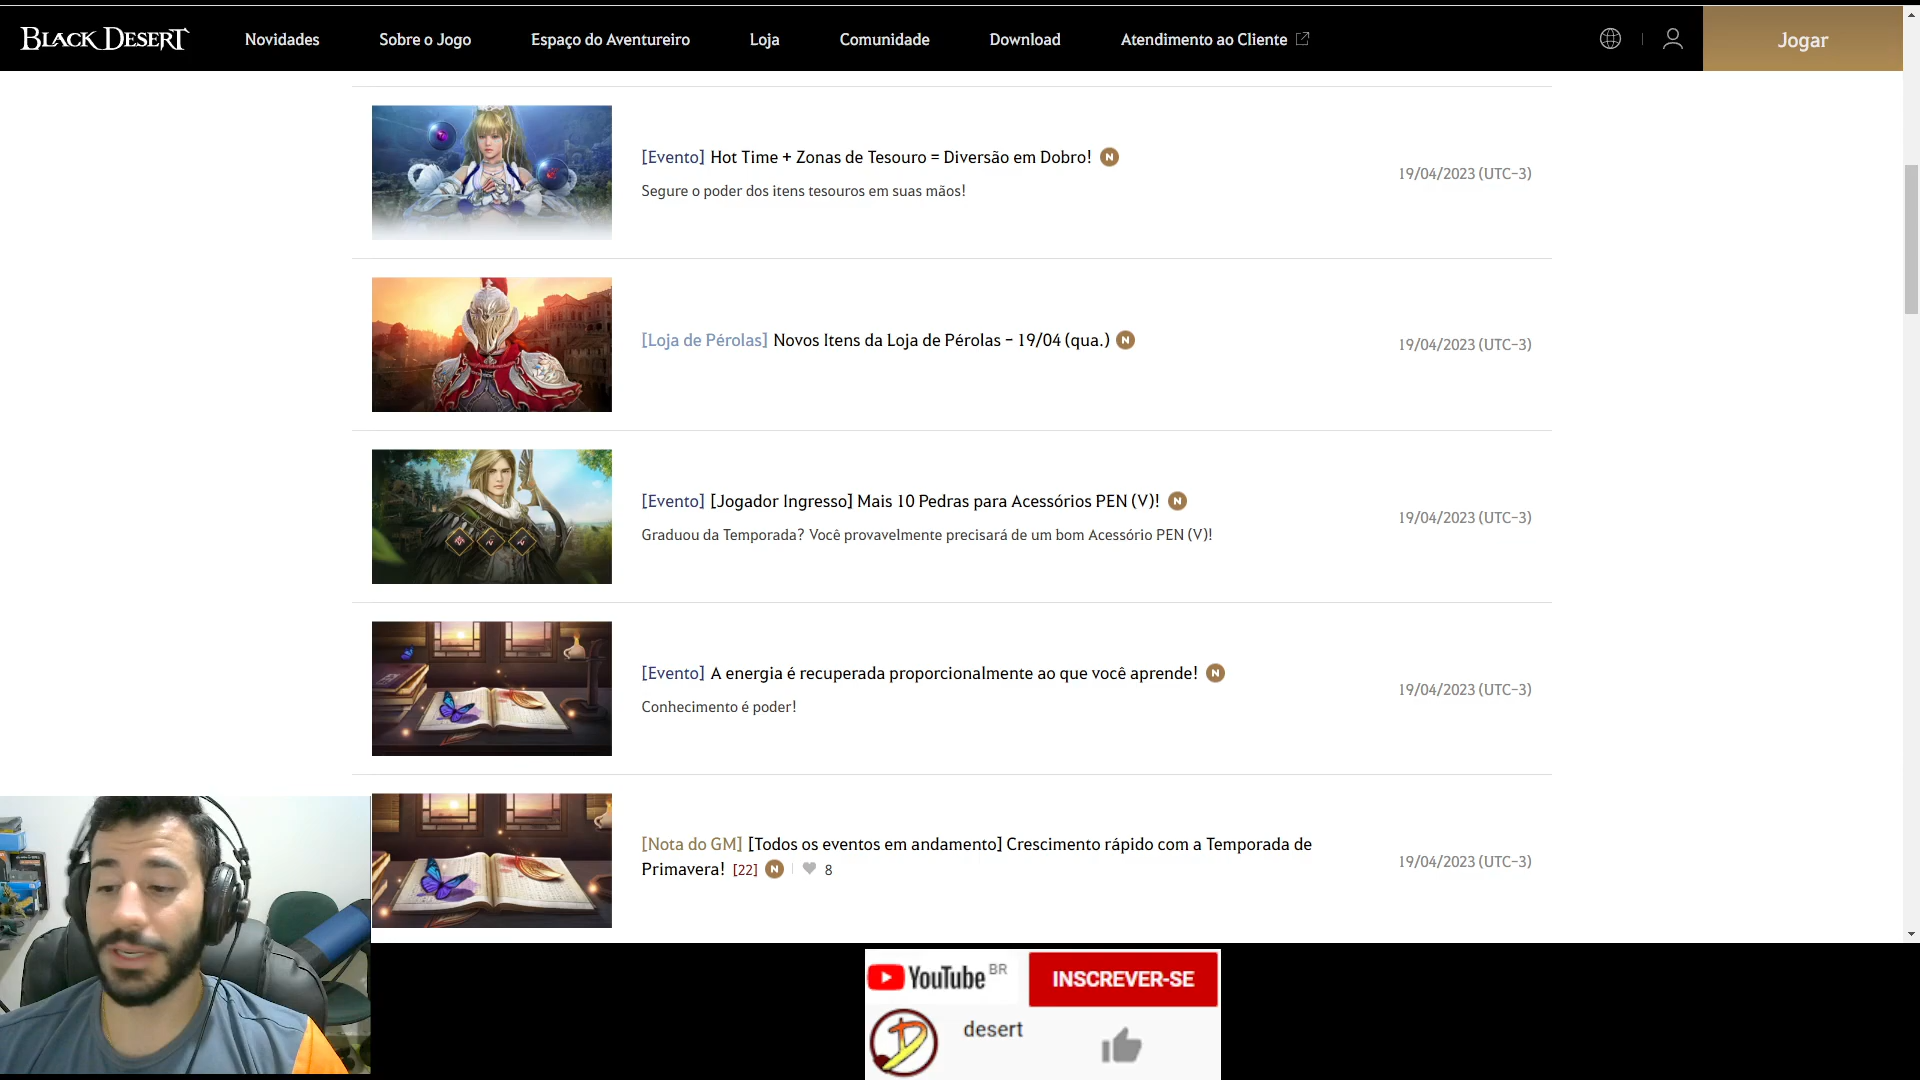 BLACK DESERT
Novidades
Sobre o Jogo
Espaço do Aventureiro
Loja
Comunidade
Download
Atendimento ao Cliente
Jogar
[Evento] Hot Time + Zonas de Tesouro = Diversão em Dobro! N
Segure o poder dos itens tesouros em suas mãos!
19/04/2023 (UTC-3)
[Loja de Pérolas] Novos Itens da Loja de Pérolas - 19/04 (qua.) N
19/04/2023 (UTC-3)
[Evento] [Jogador Ingresso] Mais 10 Pedras para Acessórios PEN (V)! N
Graduou da Temporada? Você provavelmente precisará de um bom Acessório PEN (V)!
19/04/2023 (UTC-3)
[Evento] A energia é recuperada proporcionalmente ao que você aprende! N
Conhecimento é poder!
19/04/2023 (UTC-3)
[Nota do GM] [Todos os eventos em andamento] Crescimento rápido com a Temporada de
Primavera! [22] N 8
19/04/2023 (UTC-3)
YouTube BR
INSCREVER-SE
D
desert